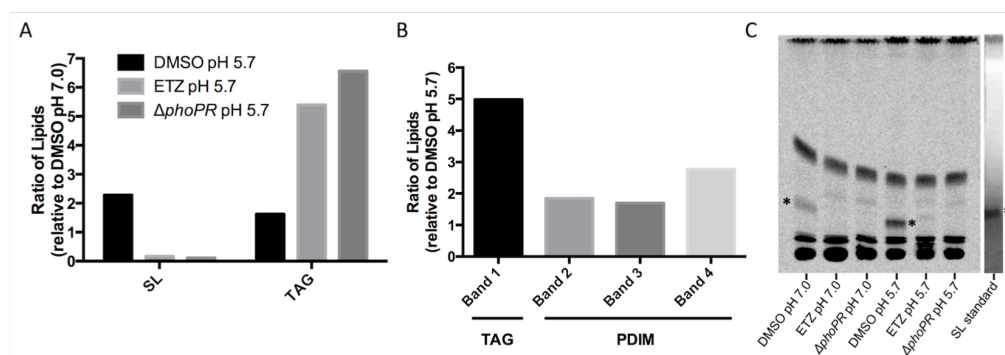 A
Ratio of Lipids
(relative to DMSO pH 7.0)
7
6
5
4
3
2
1
0
DMSO pH 5.7
ETZ pH 5.7
ΔphoPR pH 5.7
SL
TAG
B
Ratio of Lipids
(relative to DMSO pH 5.7)
6
5
4
3
2
1
0
Band 1
Band 2
Band 3
Band 4
TAG
PDIM
C
*
*
*
DMSO pH 7.0
ETZ pH 7.0
ΔphoPR pH 7.0
DMSO pH 5.7
ETZ pH 5.7
ΔphoPR pH 5.7
SL standard